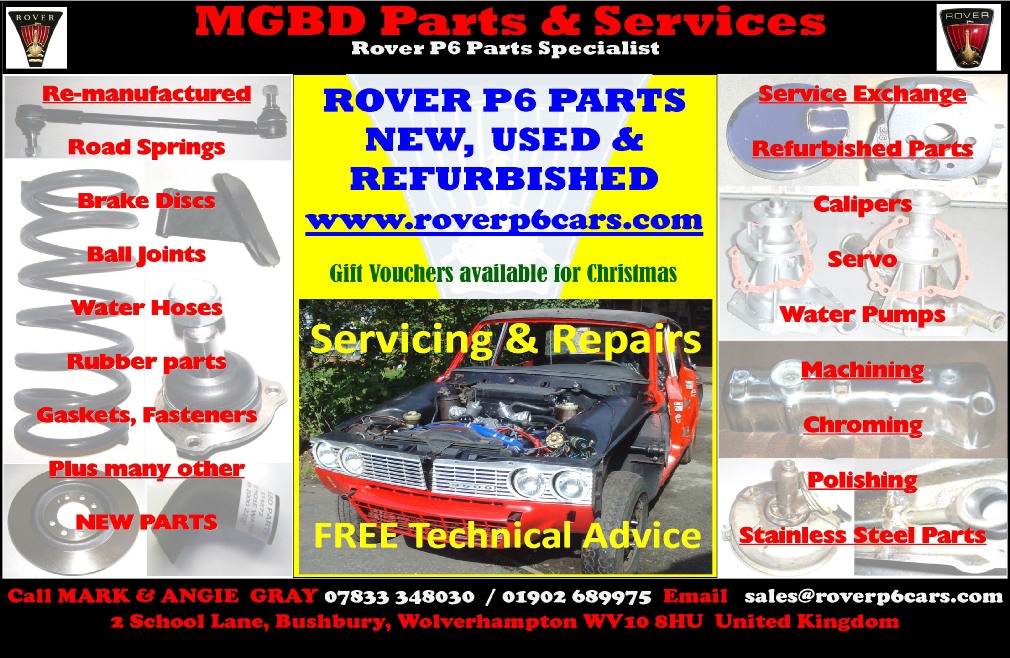 MGBD Parts & Services
Rover P6 Parts Specialist
ROVER
ROVER
Re-manufactured
Road Springs
Brake Discs
Ball Joints
Water Hoses
Rubber parts
Gaskets, Fasteners
Plus many other
NEW PARTS
ROVER P6 PARTS
NEW, USED &
REFURBISHED
www.roverp6cars.com
Gift Vouchers available for Christmas
Servicing & Repairs
FREE Technical Advice
Service Exchange
Refurbished Parts
Calipers
Servo
Water Pumps
Machining
Chroming
Polishing
Stainless Steel Parts
Call MARK & ANGIE GRAY 07833 348030 / 01902 689975 Email sales@roverp6cars.com
2 School Lane, Bushbury, Wolverhampton WV10 8HU United Kingdom